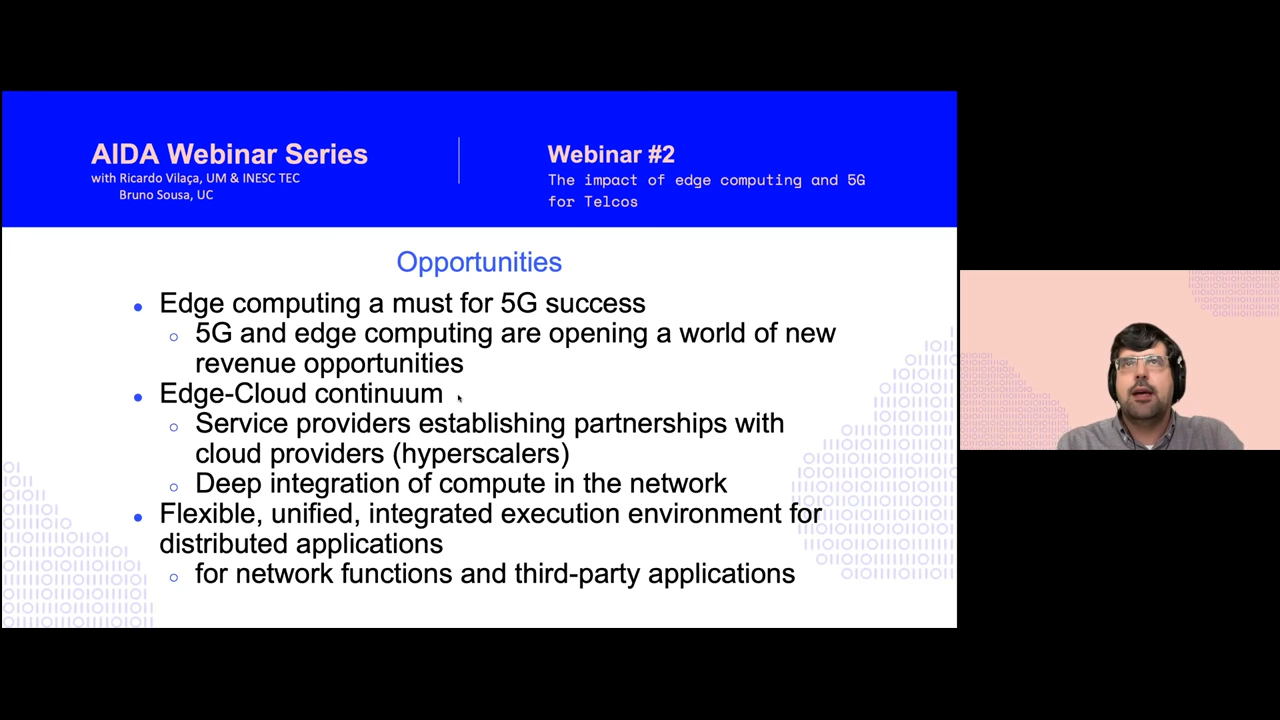 AIDA Webinar Series
with Ricardo Vilaça, UM & INESC TEC
Bruno Sousa, UC
Webinar #2
The impact of edge computing and 5G
for Telcos
Opportunities
• Edge computing a must for 5G success
○ 5G and edge computing are opening a world of new
revenue opportunities
• Edge-Cloud continuum
○ Service providers establishing partnerships with
cloud providers (hyperscalers)
○ Deep integration of compute in the network
• Flexible, unified, integrated execution environment for
distributed applications
○ for network functions and third-party applications